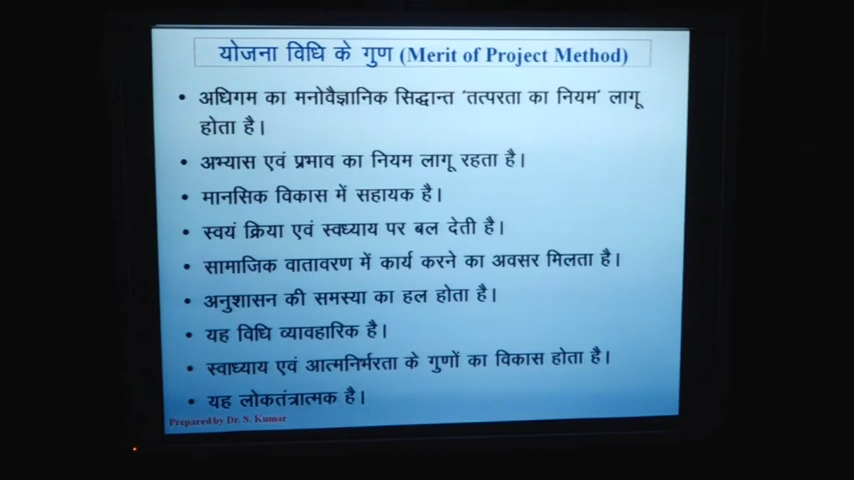 योजना विधि के गुण (Merit of Project Method)
• अधिगम का मनोवैज्ञानिक सिद्धान्त 'तत्परता का नियम' लागू
होता है।
• अभ्यास एवं प्रभाव का नियम लागू रहता है।
• मानसिक विकास में सहायक है।
• स्वयं क्रिया एवं स्वध्याय पर बल देती है।
• सामाजिक वातावरण में कार्य करने का अवसर मिलता है।
• अनुशासन की समस्या का हल होता है।
• यह विधि व्यावहारिक है।
• स्वाध्याय एवं आत्मनिर्भरता के गुणों का विकास होता है।
• यह लोकतंत्रात्मक है।
Prepared by Dr. S. Kumar